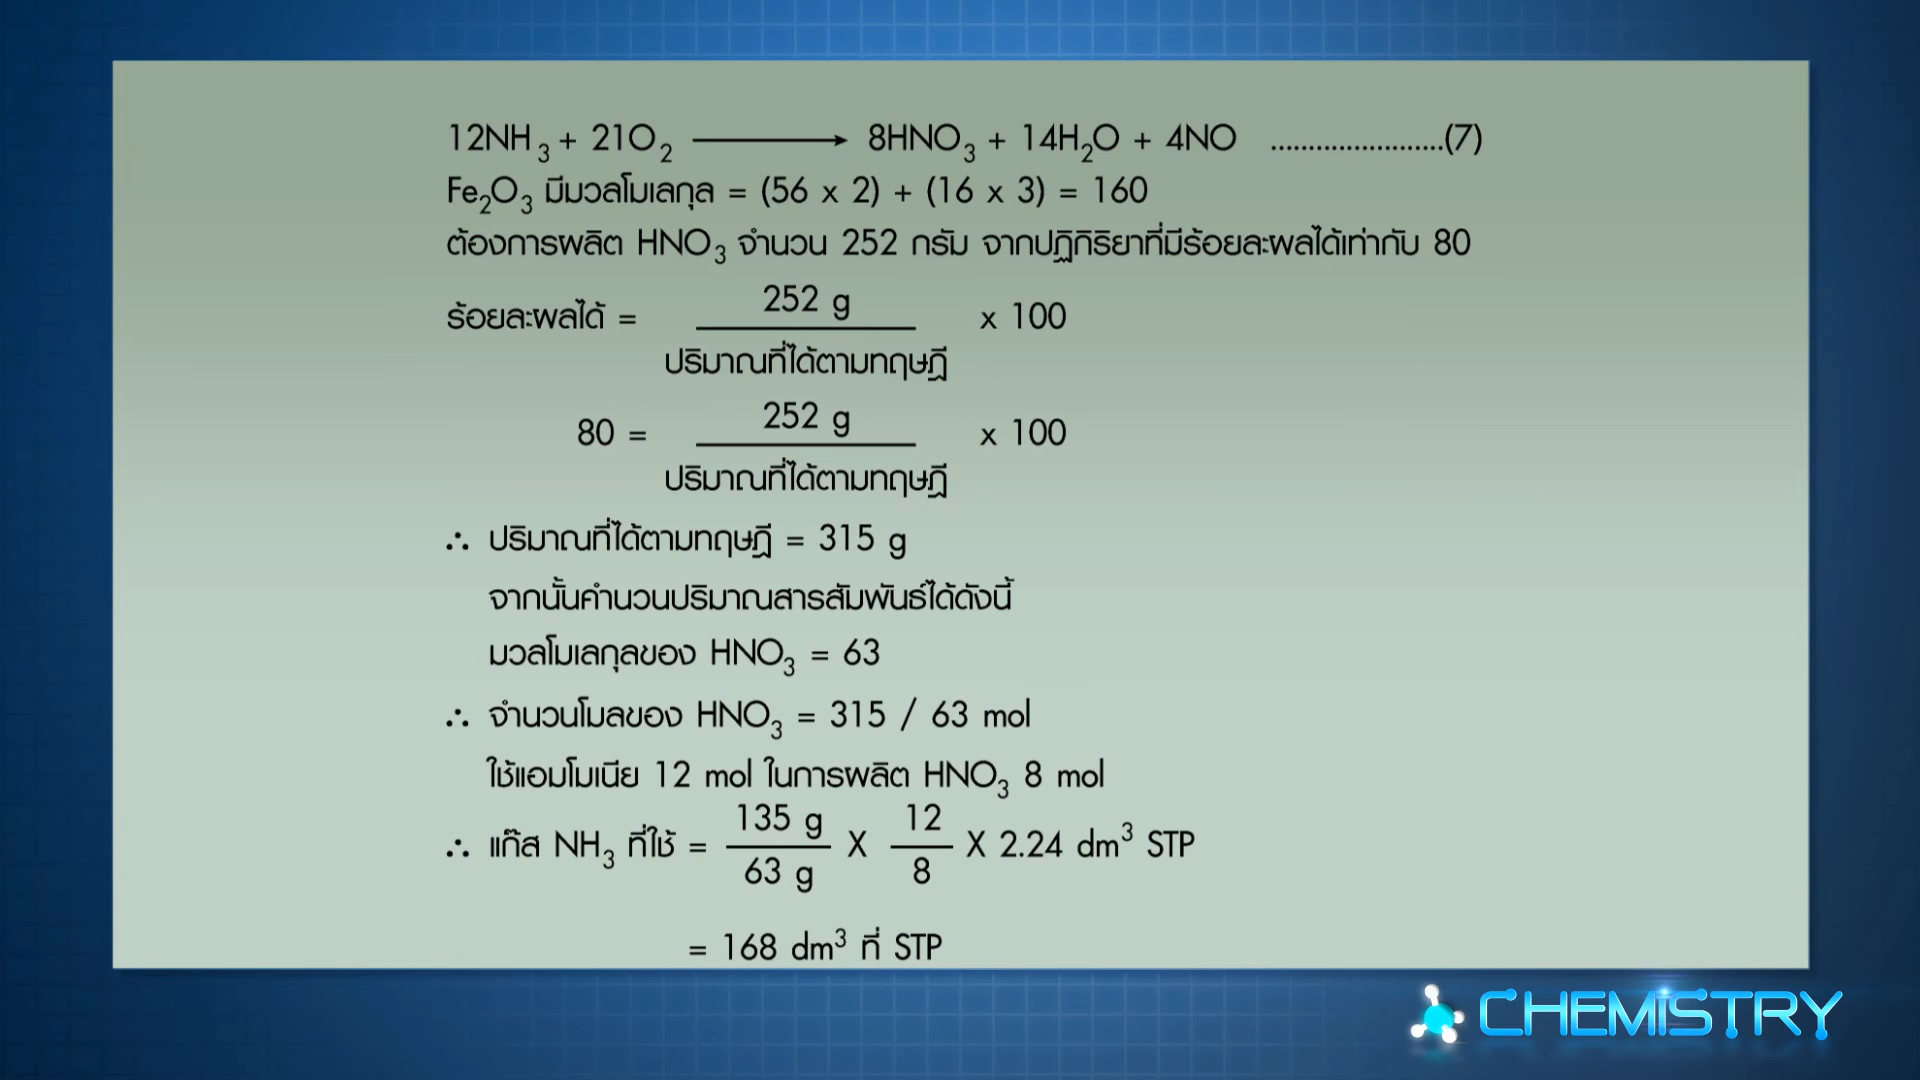 12NH₃ + 21O₂ ⟶ 8HNO₃ + 14H₂O + 4NO .......................(7)
Fe₂O₃ มีมวลโมเลกุล = (56 x 2) + (16 x 3) = 160
ต้องการผลิต HNO₃ จำนวน 252 กรัม จากปฏิกิริยาที่มีร้อยละผลได้เท่ากับ 80
252 g
ร้อยละผลได้ = x 100
ปริมาณที่ได้ตามทฤษฎี
252 g
80 = x 100
ปริมาณที่ได้ตามทฤษฎี
∴ ปริมาณที่ได้ตามทฤษฎี = 315 g
จากนั้นคำนวนปริมาณสารสัมพันธ์ได้ดังนี้
มวลโมเลกุลของ HNO₃ = 63
∴ จำนวนโมลของ HNO₃ = 315 / 63 mol
ใช้แอมโมเนีย 12 mol ในการผลิต HNO₃ 8 mol
135 g 12
∴ แก๊ส NH₃ ที่ใช้ = X X 2.24 dm³ STP
63 g 8
= 168 dm³ ที่ STP
CHEMISTRY